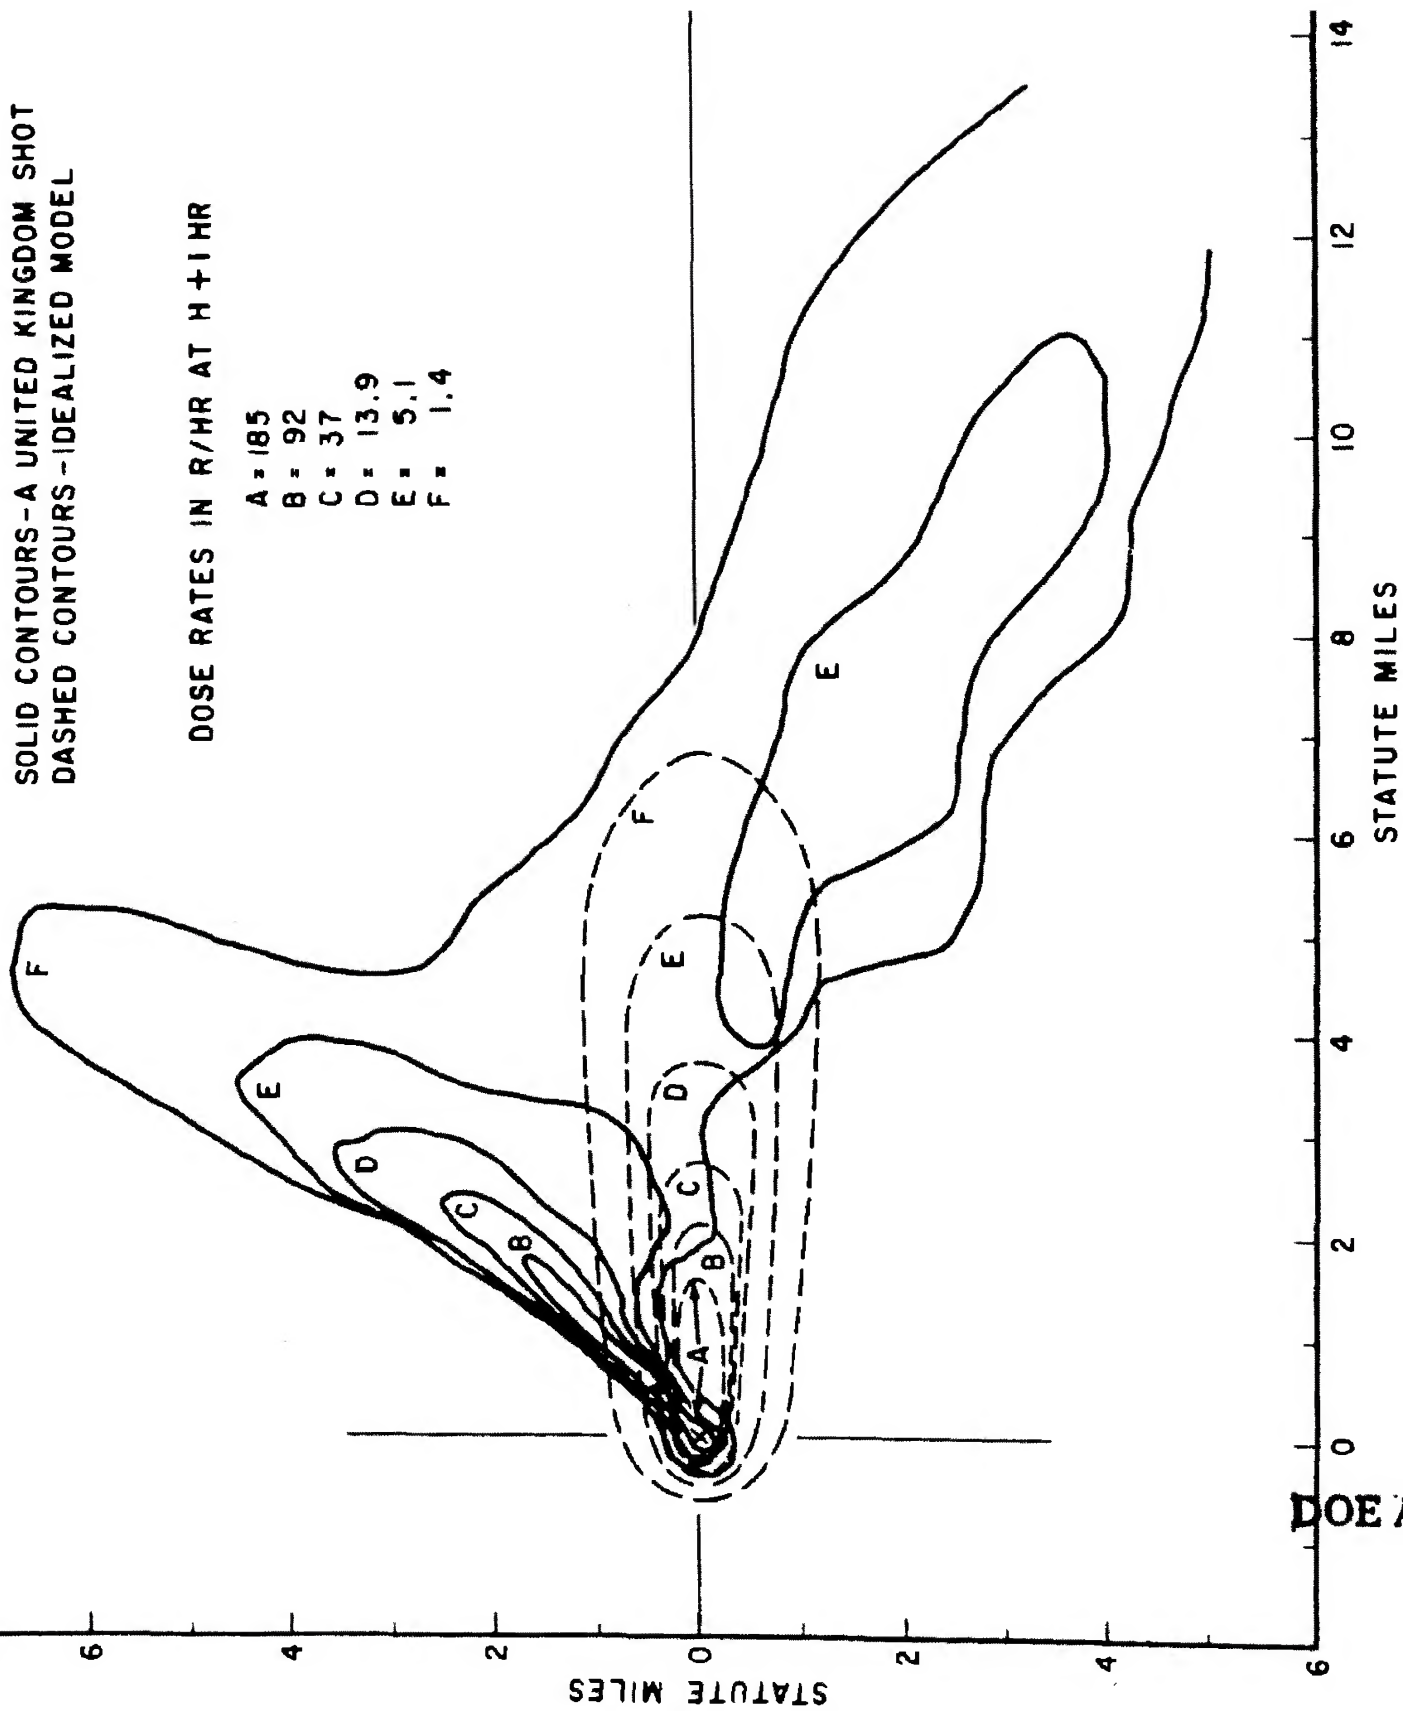 SOLID CONTOURS-A UNITED KINGDOM SHOT
DASHED CONTOURS-IDEALIZED MODEL
DOSE RATES IN R/HR AT H+1 HR
A = 185
B = 92
C = 37
D = 13.9
E = 5.1
F = 1.4
F
E
D
C
B
F
E
D
C
B
A
E
6
4
2
0
2
4
6
STATUTE MILES
0
2
4
6
8
10
12
14
STATUTE MILES
DOE